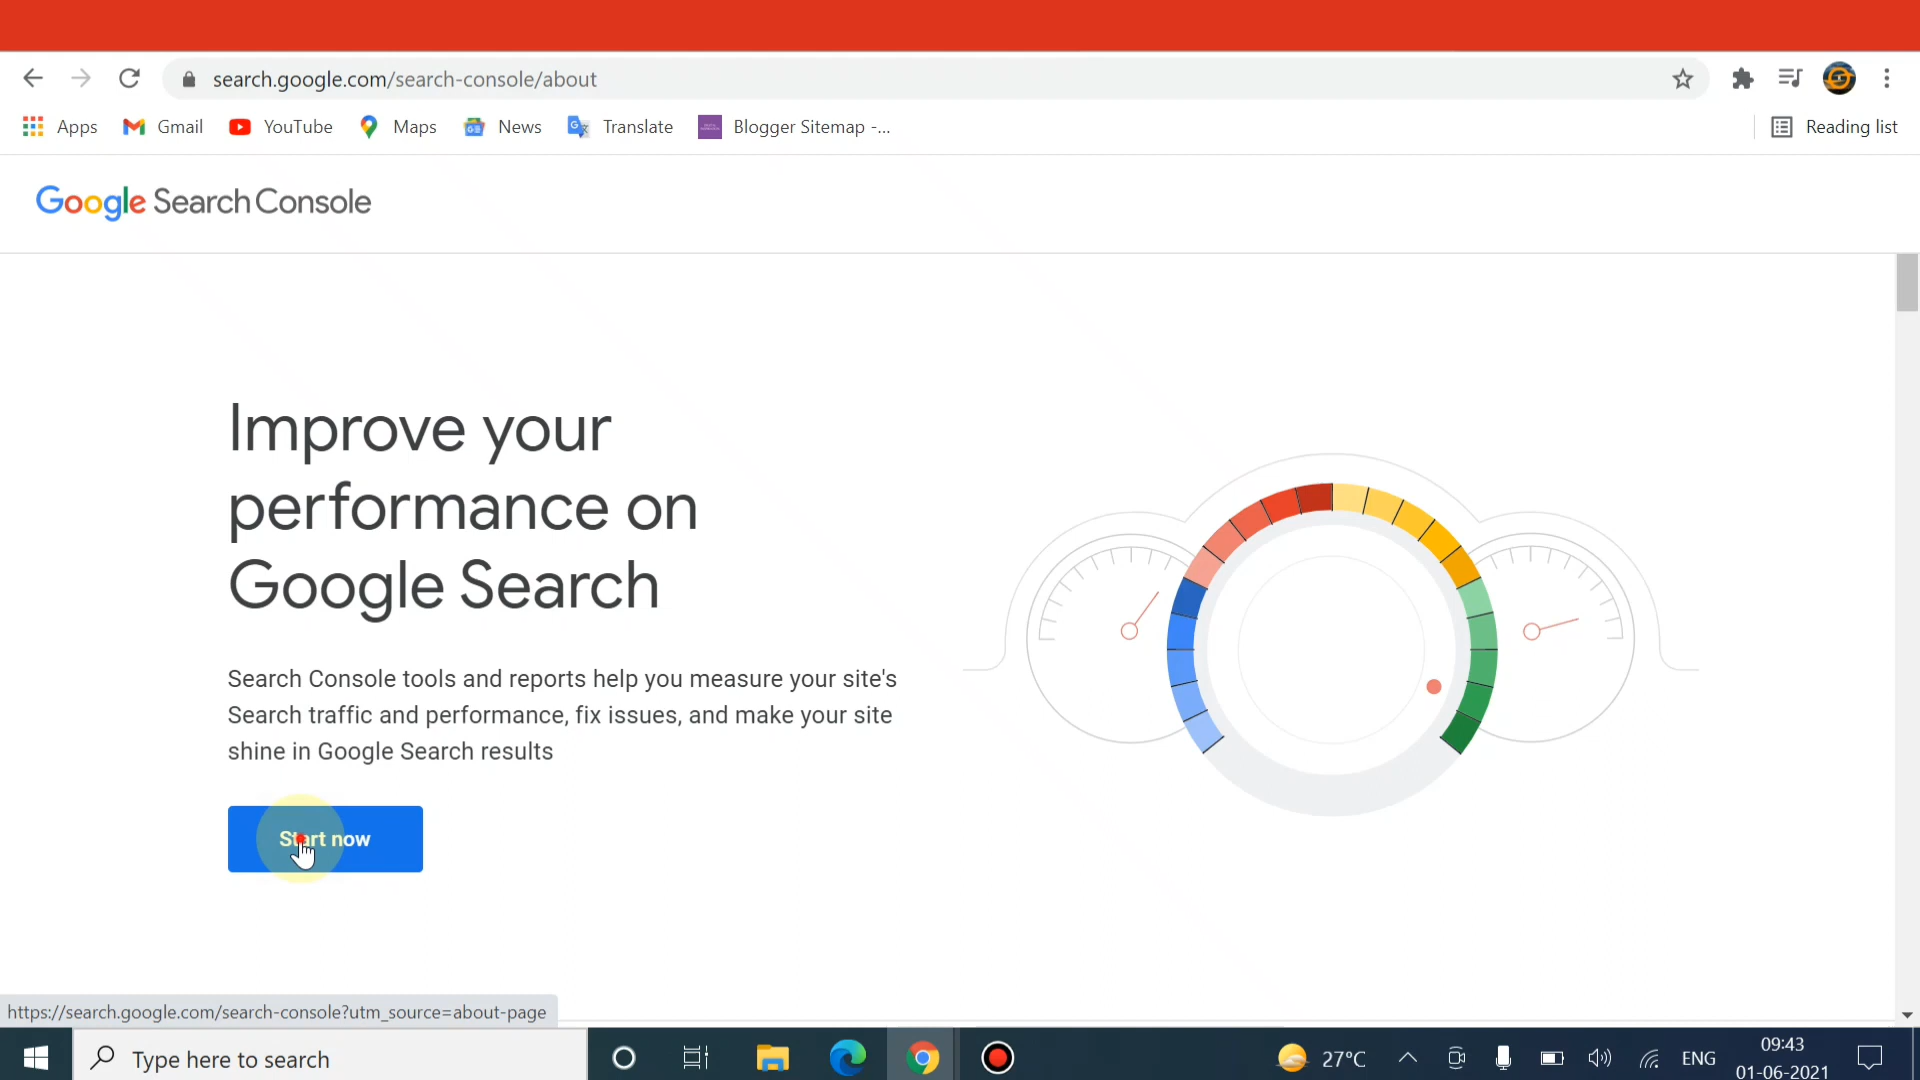 search.google.com/search-console/about
Apps Gmail YouTube Maps News Translate Blogger Sitemap -... Reading list
Google Search Console
Improve your
performance on
Google Search
Search Console tools and reports help you measure your site's
Search traffic and performance, fix issues, and make your site
shine in Google Search results
Start now
https://search.google.com/search-console?utm_source=about-page
Type here to search 27°C ENG 09:43
01-06-2021